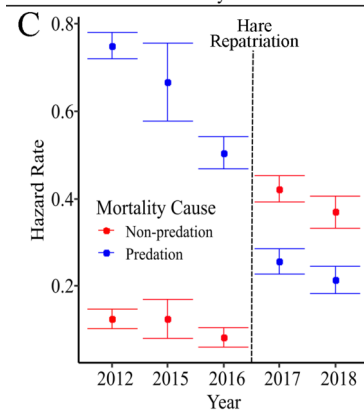 C
Hare
Repatriation
0.8
0.6
0.4
0.2
Hazard Rate
Mortality Cause
Non-predation
Predation
2012 2015 2016 2017 2018
Year